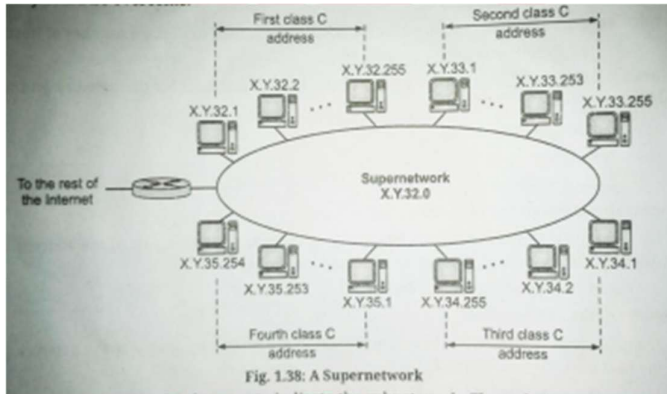 First class C
address
Second class C
address
X.Y.32.1
X.Y.32.2
X.Y.32.255
X.Y.33.1
X.Y.33.253
X.Y.33.255
To the rest of
the Internet
Supernetwork
X.Y.32.0
X.Y.35.254
X.Y.35.253
X.Y.35.1
X.Y.34.255
X.Y.34.2
X.Y.34.1
Fourth class C
address
Third class C
address
Fig. 1.38: A Supernetwork